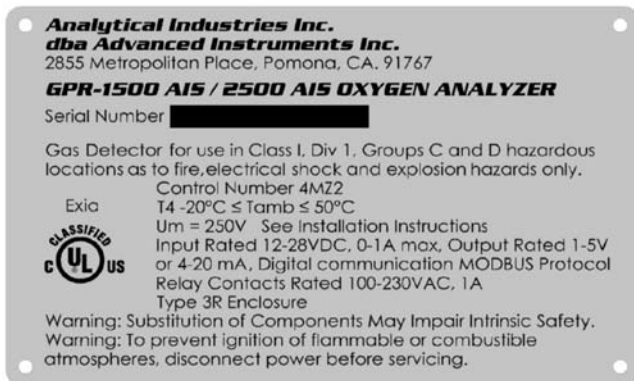 Analytical Industries Inc.
dba Advanced Instruments Inc.
2855 Metropolitan Place, Pomona, CA. 91767
GPR-1500 AIS / 2500 AIS OXYGEN ANALYZER
Serial Number
Gas Detector for use in Class I, Div 1, Groups C and D hazardous
locations as to fire,electrical shock and explosion hazards only.
Control Number 4MZ2
Exia T4 -20°C ≤ Tamb ≤ 50°C
Um = 250V See Installation Instructions
CLASSIFIED
C UL US
Input Rated 12-28VDC, 0-1A max, Output Rated 1-5V
or 4-20 mA, Digital communication MODBUS Protocol
Relay Contacts Rated 100-230VAC, 1A
Type 3R Enclosure
Warning: Substitution of Components May Impair Intrinsic Safety.
Warning: To prevent ignition of flammable or combustible
atmospheres, disconnect power before servicing.